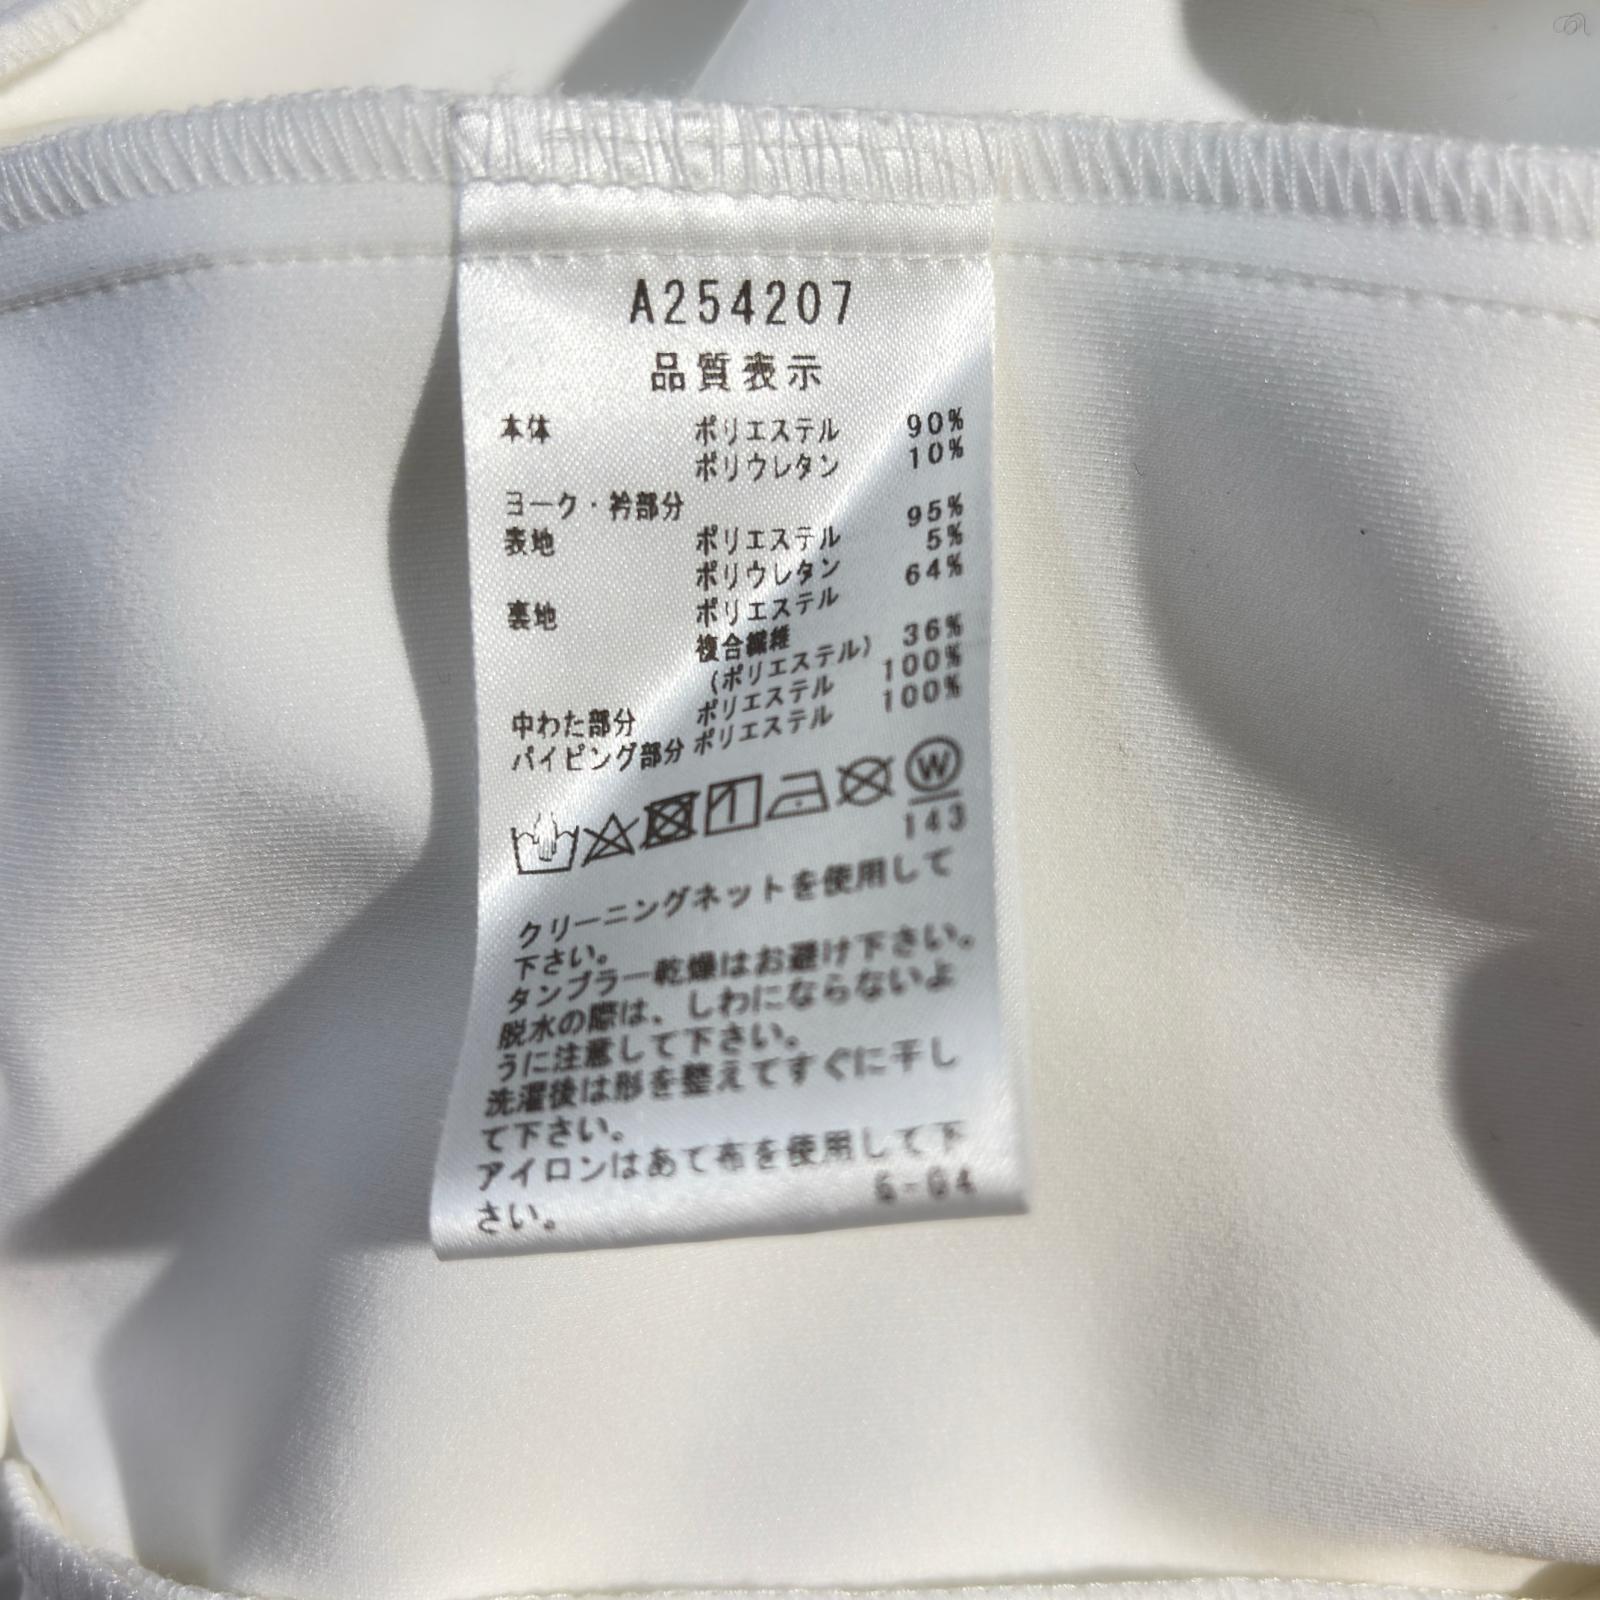 A254207
品質表示
本体 ポリエステル 90%
ポリウレタン 10%
ヨーク・衿部分
表地 ポリエステル 95%
ポリウレタン 5%
裏地 ポリエステル 64%
複合繊維
(ポリエステル) 36%
中わた部分 ポリエステル 100%
パイピング部分 ポリエステル 100%
W
143
クリーニングネットを使用して
下さい。
タンブラー乾燥はお避け下さい。
脱水の際は、しわにならないよ
うに注意して下さい。
洗濯後は形を整えてすぐに干し
て下さい。
アイロンはあて布を使用して下
さい。